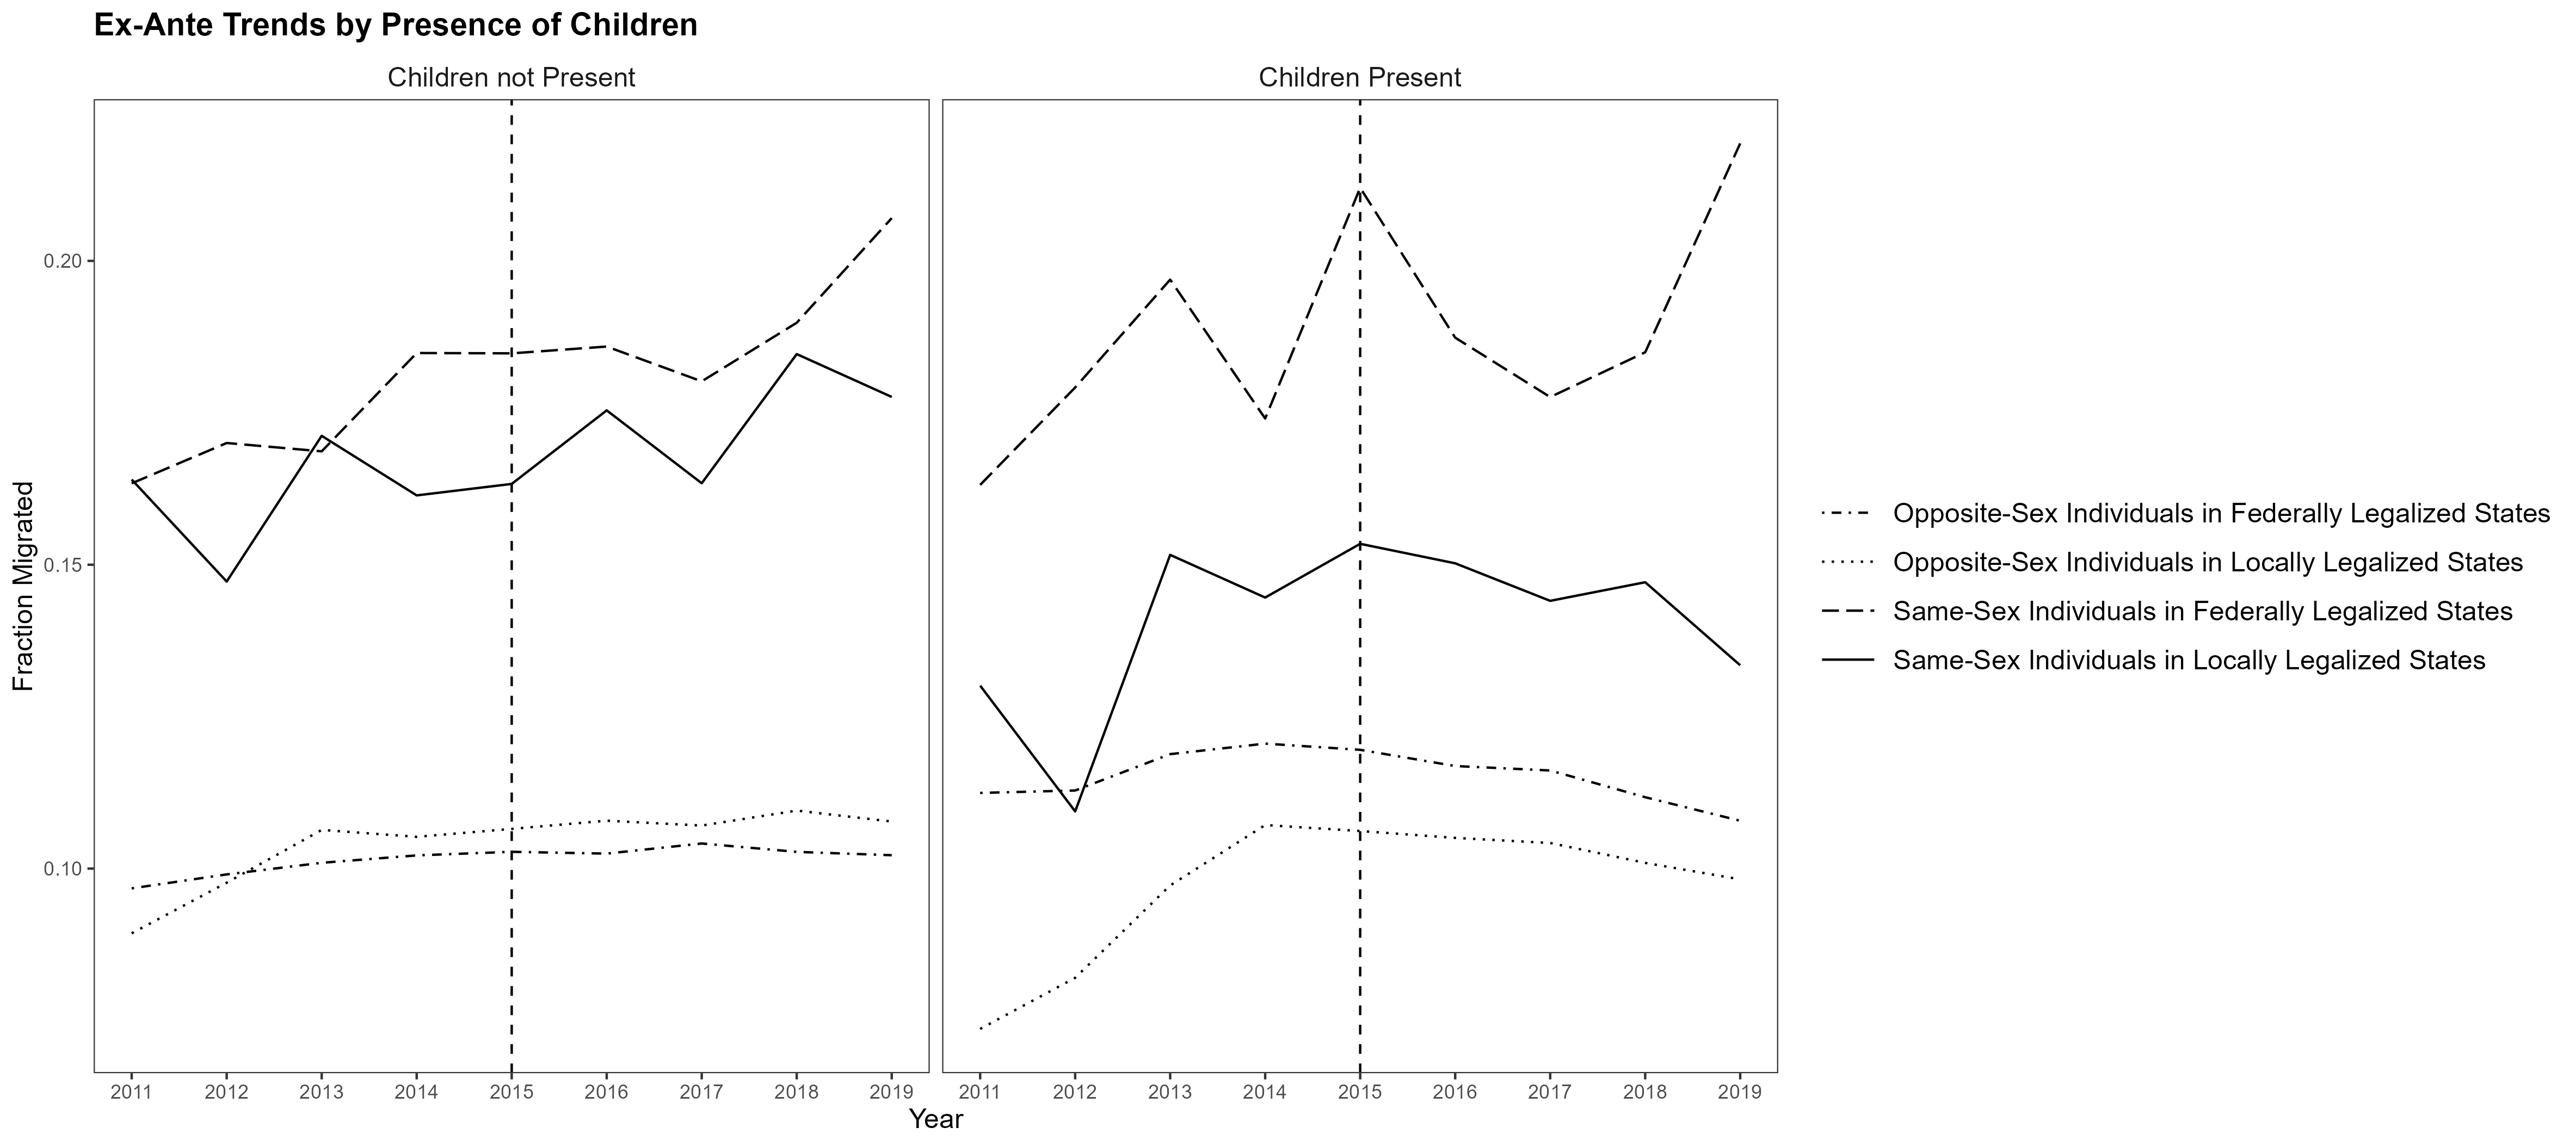 Ex-Ante Trends by Presence of Children
Children not Present
Children Present
Fraction Migrated
0.20
0.15
0.10
2011 2012 2013 2014 2015 2016 2017 2018 2019
2011 2012 2013 2014 2015 2016 2017 2018 2019
Year
Opposite-Sex Individuals in Federally Legalized States
Opposite-Sex Individuals in Locally Legalized States
Same-Sex Individuals in Federally Legalized States
Same-Sex Individuals in Locally Legalized States